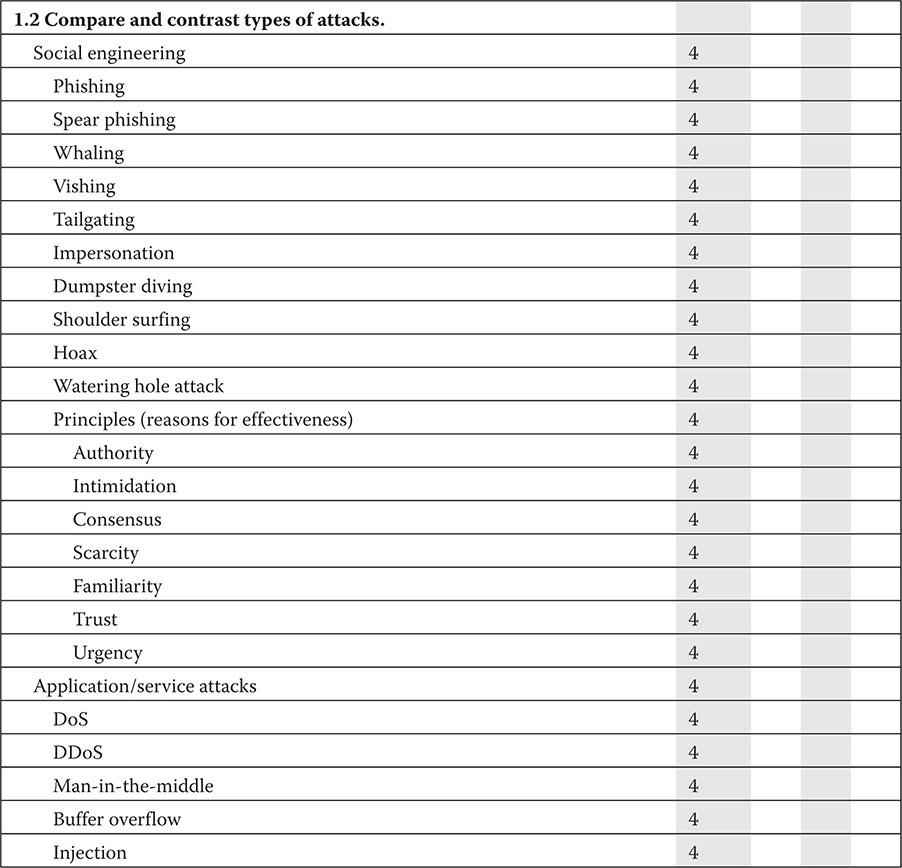 1.2 Compare and contrast types of attacks.
Social engineering 4
Phishing 4
Spear phishing 4
Whaling 4
Vishing 4
Tailgating 4
Impersonation 4
Dumpster diving 4
Shoulder surfing 4
Hoax 4
Watering hole attack 4
Principles (reasons for effectiveness) 4
Authority 4
Intimidation 4
Consensus 4
Scarcity 4
Familiarity 4
Trust 4
Urgency 4
Application/service attacks 4
DoS 4
DDoS 4
Man-in-the-middle 4
Buffer overflow 4
Injection 4